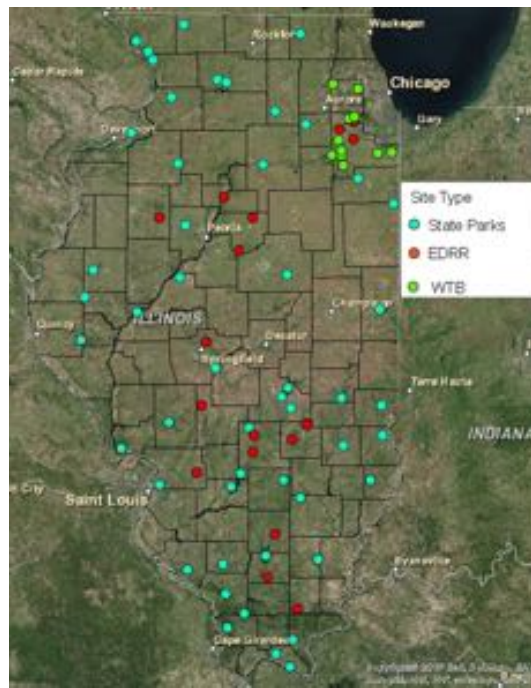 Waukegan
Rockford
Cedar Rapids
Chicago
Aurora
Gary
Davenport
Site Type
State Parks
EDRR
WTB
Peoria
Champaign
ILLINOIS
Quincy
Decatur
Springfield
Terre Haute
INDIANA
Saint Louis
Evansville
Cape Girardeau